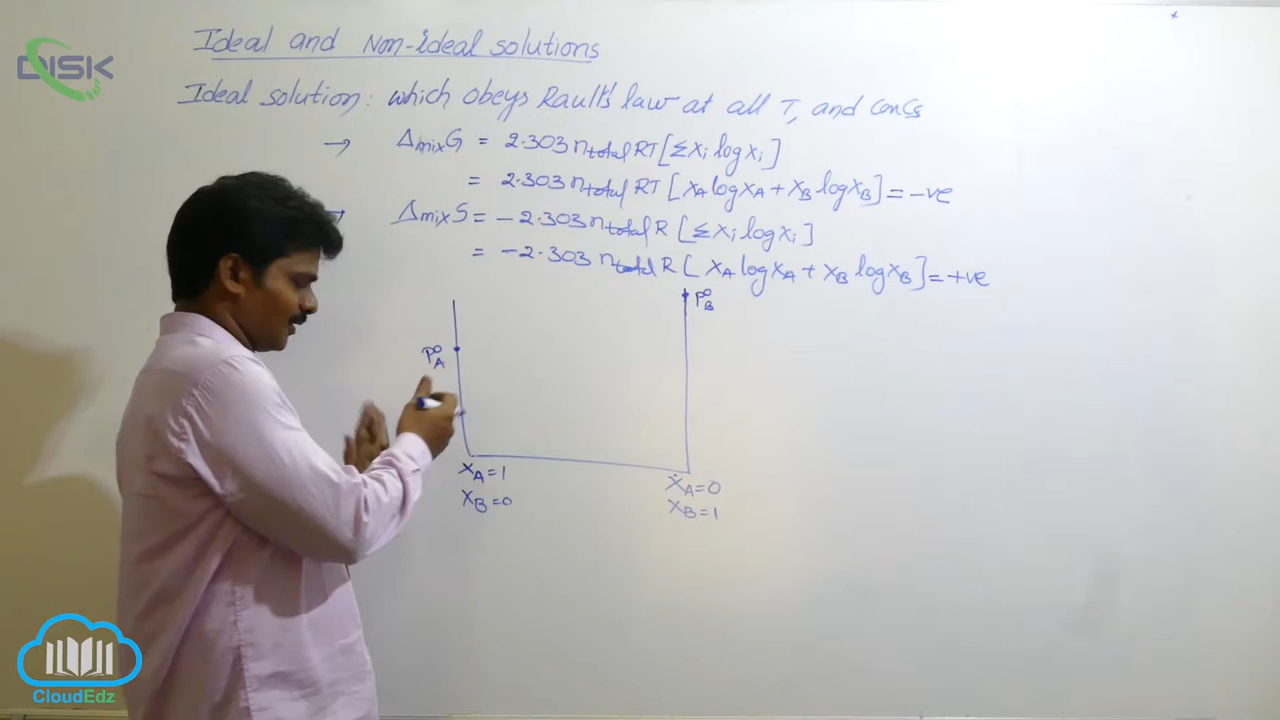 DISK
Ideal and Non-ideal solutions
Ideal solution: which obeys Rault's law at all T, and concs
→ ΔmixG = 2.303 ntotal RT [Σxi log xi]
= 2.303 ntotal RT [xA log xA + xB log xB] = -ve
→ ΔmixS = -2.303 ntotal R [Σxi log xi]
= -2.303 ntotal R [xA log xA + xB log xB] = +ve
P°B
P°A
xA=1
xB=0
xA=0
xB=1
CloudEdz